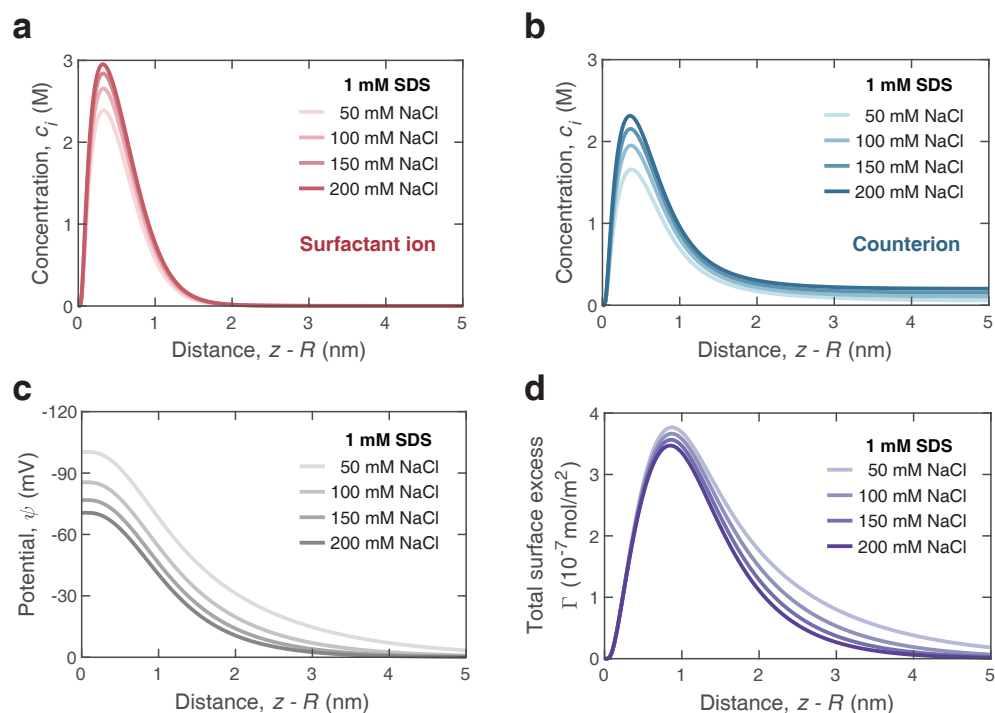 a
Concentration, c_i (M)
3
2
1
0
1 mM SDS
50 mM NaCl
100 mM NaCl
150 mM NaCl
200 mM NaCl
Surfactant ion
0 1 2 3 4 5
Distance, z - R (nm)
b
Concentration, c_i (M)
3
2
1
0
1 mM SDS
50 mM NaCl
100 mM NaCl
150 mM NaCl
200 mM NaCl
Counterion
0 1 2 3 4 5
Distance, z - R (nm)
c
Potential, ψ (mV)
-120
-90
-60
-30
0
1 mM SDS
50 mM NaCl
100 mM NaCl
150 mM NaCl
200 mM NaCl
0 1 2 3 4 5
Distance, z - R (nm)
d
Total surface excess
Γ (10⁻⁷ mol/m²)
4
3
2
1
0
1 mM SDS
50 mM NaCl
100 mM NaCl
150 mM NaCl
200 mM NaCl
0 1 2 3 4 5
Distance, z - R (nm)